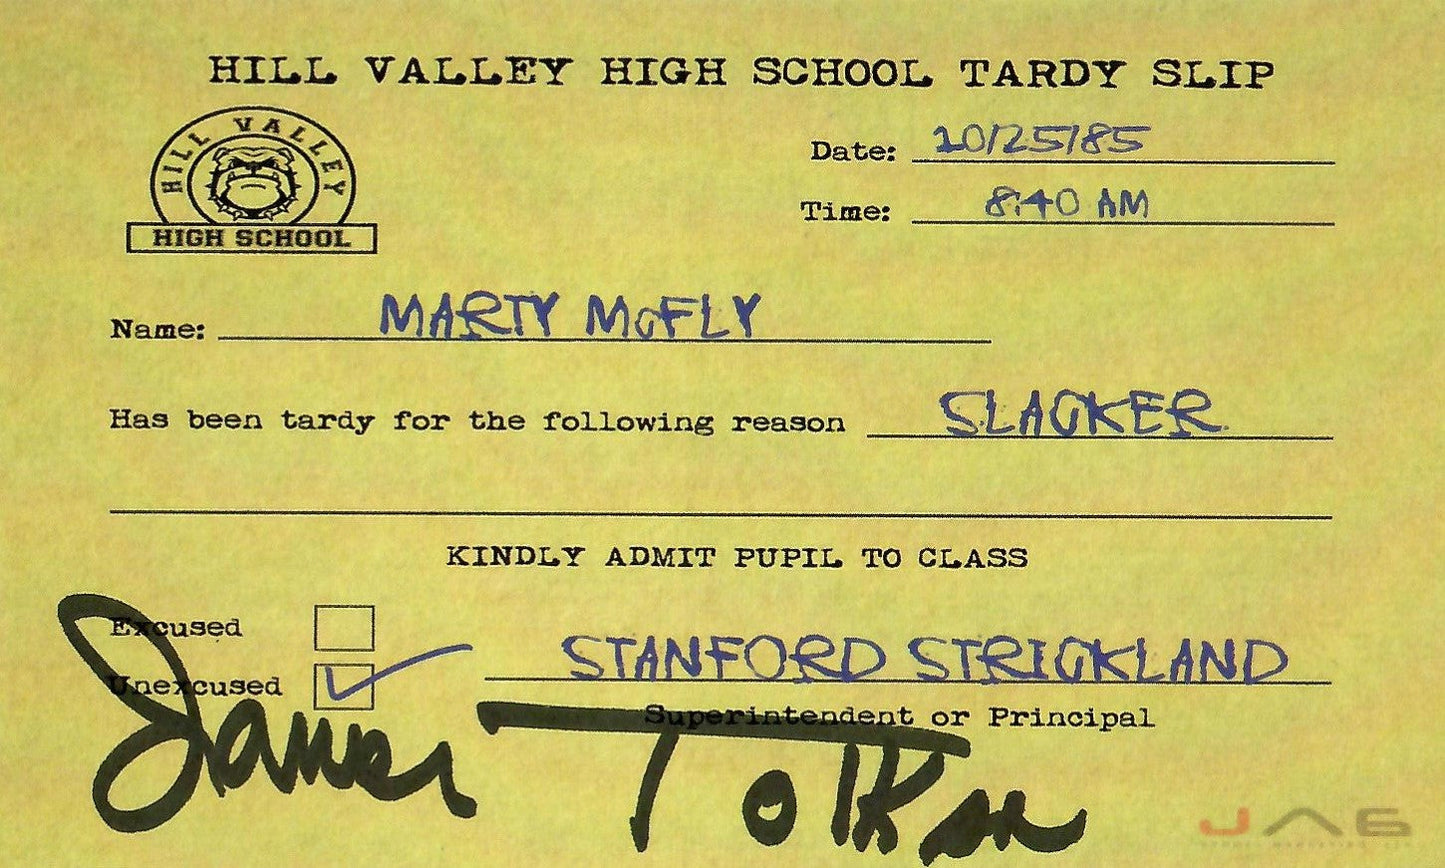 HILL VALLEY HIGH SCHOOL TARDY SLIP
HILL VALLEY
HIGH SCHOOL
Date: 10/25/85
Time: 8:40 AM
Name: MARTY McFLY
Has been tardy for the following reason SLACKER
KINDLY ADMIT PUPIL TO CLASS
Excused
Unexcused
STANFORD STRICKLAND
Superintendent or Principal
James Tolkan
JAG